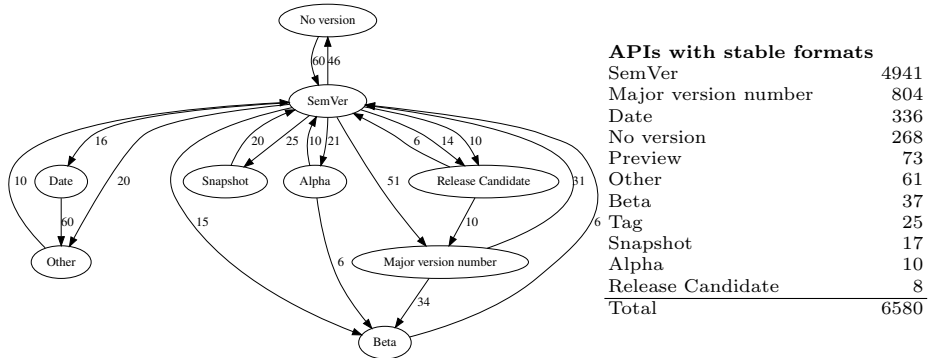 No version
60 46
SemVer
16 20 25 10 21 6 14 10
Date Snapshot Alpha Release Candidate
10 20 51 31
60 15 10 6
Other 6 Major version number
34
Beta
APIs with stable formats
SemVer 4941
Major version number 804
Date 336
No version 268
Preview 73
Other 61
Beta 37
Tag 25
Snapshot 17
Alpha 10
Release Candidate 8
Total 6580